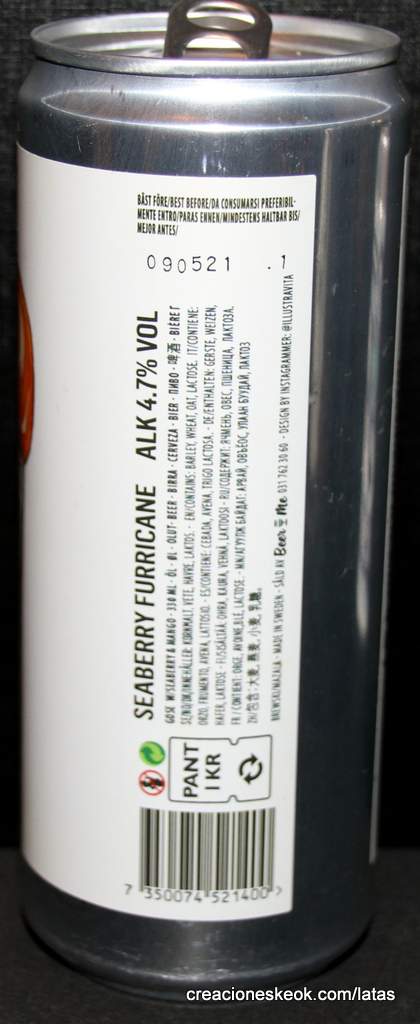 BÄST FÖRE/BEST BEFORE/DA CONSUMARSI PREFERIBIL-
MENTE ENTRO/PARAS ENNEN/MINDESTENS HALTBAR BIS/
MEJOR ANTES/
090521 .1
SEABERRY FURRICANE ALK 4.7% VOL
GOSE W/SEABERRY & MANGO · 330 ML · ÖL · ØL · OLUT · BEER · BIRRA · CERVEZA · BIER · ПИВО · 啤酒 · BIÈRE
SE/NO/DK/INNEHÅLLER: KORNMALT, VETE, HAVRE, LAKTOS. · EN/CONTAINS: BARLEY, WHEAT, OAT, LACTOSE. IT/CONTIENE:
ORZO, FRUMENTO, AVENA, LATTOSIO. · ES/CONTIENE: CEBADA, AVENA, TRIGO LACTOSA. · DE/ENTHALTEN: GERSTE, WEIZEN,
HAFER, LAKTOSE · FI/SISÄLTÄÄ: OHRA, KAURA, VEHNÄ, LAKTOOSI · RU/СОДЕРЖИТ: ЯЧМЕНЬ, ОВЕС, ПШЕНИЦА, ЛАКТОЗА.
FR / CONTIENT: ORGE, AVOINE, BLÉ, LACTOSE. · MN/АГУУЛЖ БАЙДАГ: АРВАЙ, ОВЪЕОС, УЛААН БУУДАЙ, ЛАКТОЗ
ZH/包含: 大麦, 燕麦, 小麦, 乳糖.
BREWSKI/MAZAJA · MADE IN SWEDEN · SÅLD AV Beer Me 031 762 30 60 · DESIGN BY INSTAGRAMMER: @ILLUSTRAVITA
PANT
1 KR
7 350074 521400 >
creacioneskeok.com/latas